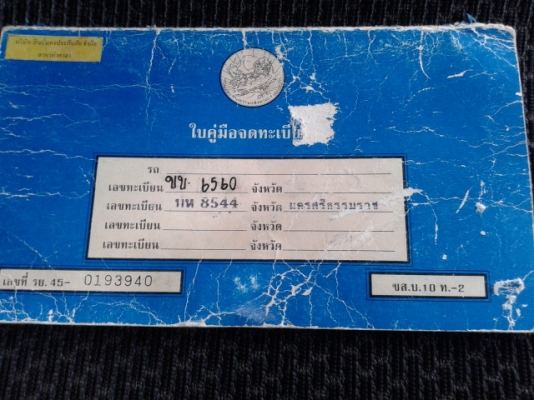 ใบคู่มือจดทะเบีย
รถ
เลขทะเบียน ขข. 6560 จังหวัด
เลขทะเบียน 8544 จังหวัด นครศรีธรรมราช
เลขทะเบียน จังหวัด
เลขทะเบียน จังหวัด
เลขที่ รย. 45- 0193940
ขส.บ.10 ท.-2